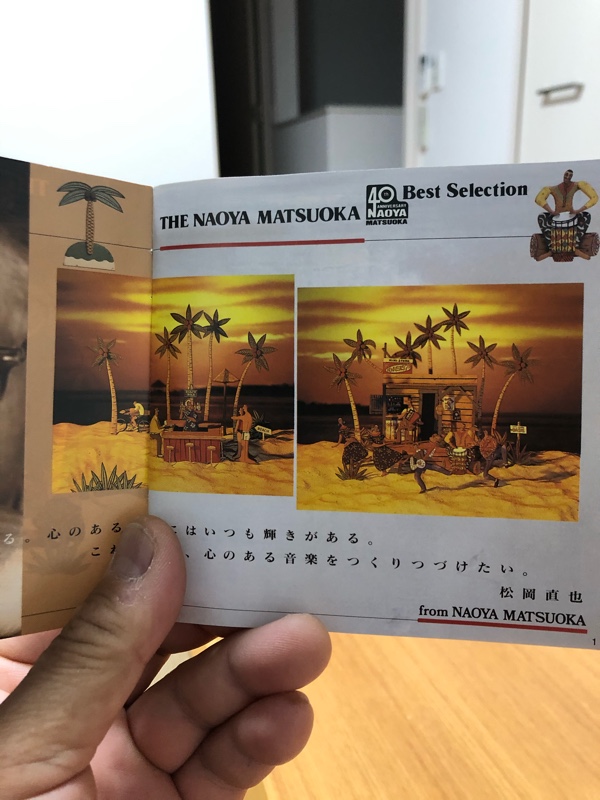 THE NAOYA MATSUOKA 40 ANNIVERSARY NAOYA MATSUOKA Best Selection
る。心のある こはいつも輝きがある。
こ 、心のある音楽をつくりつづけたい。
松岡直也
from NAOYA MATSUOKA
1